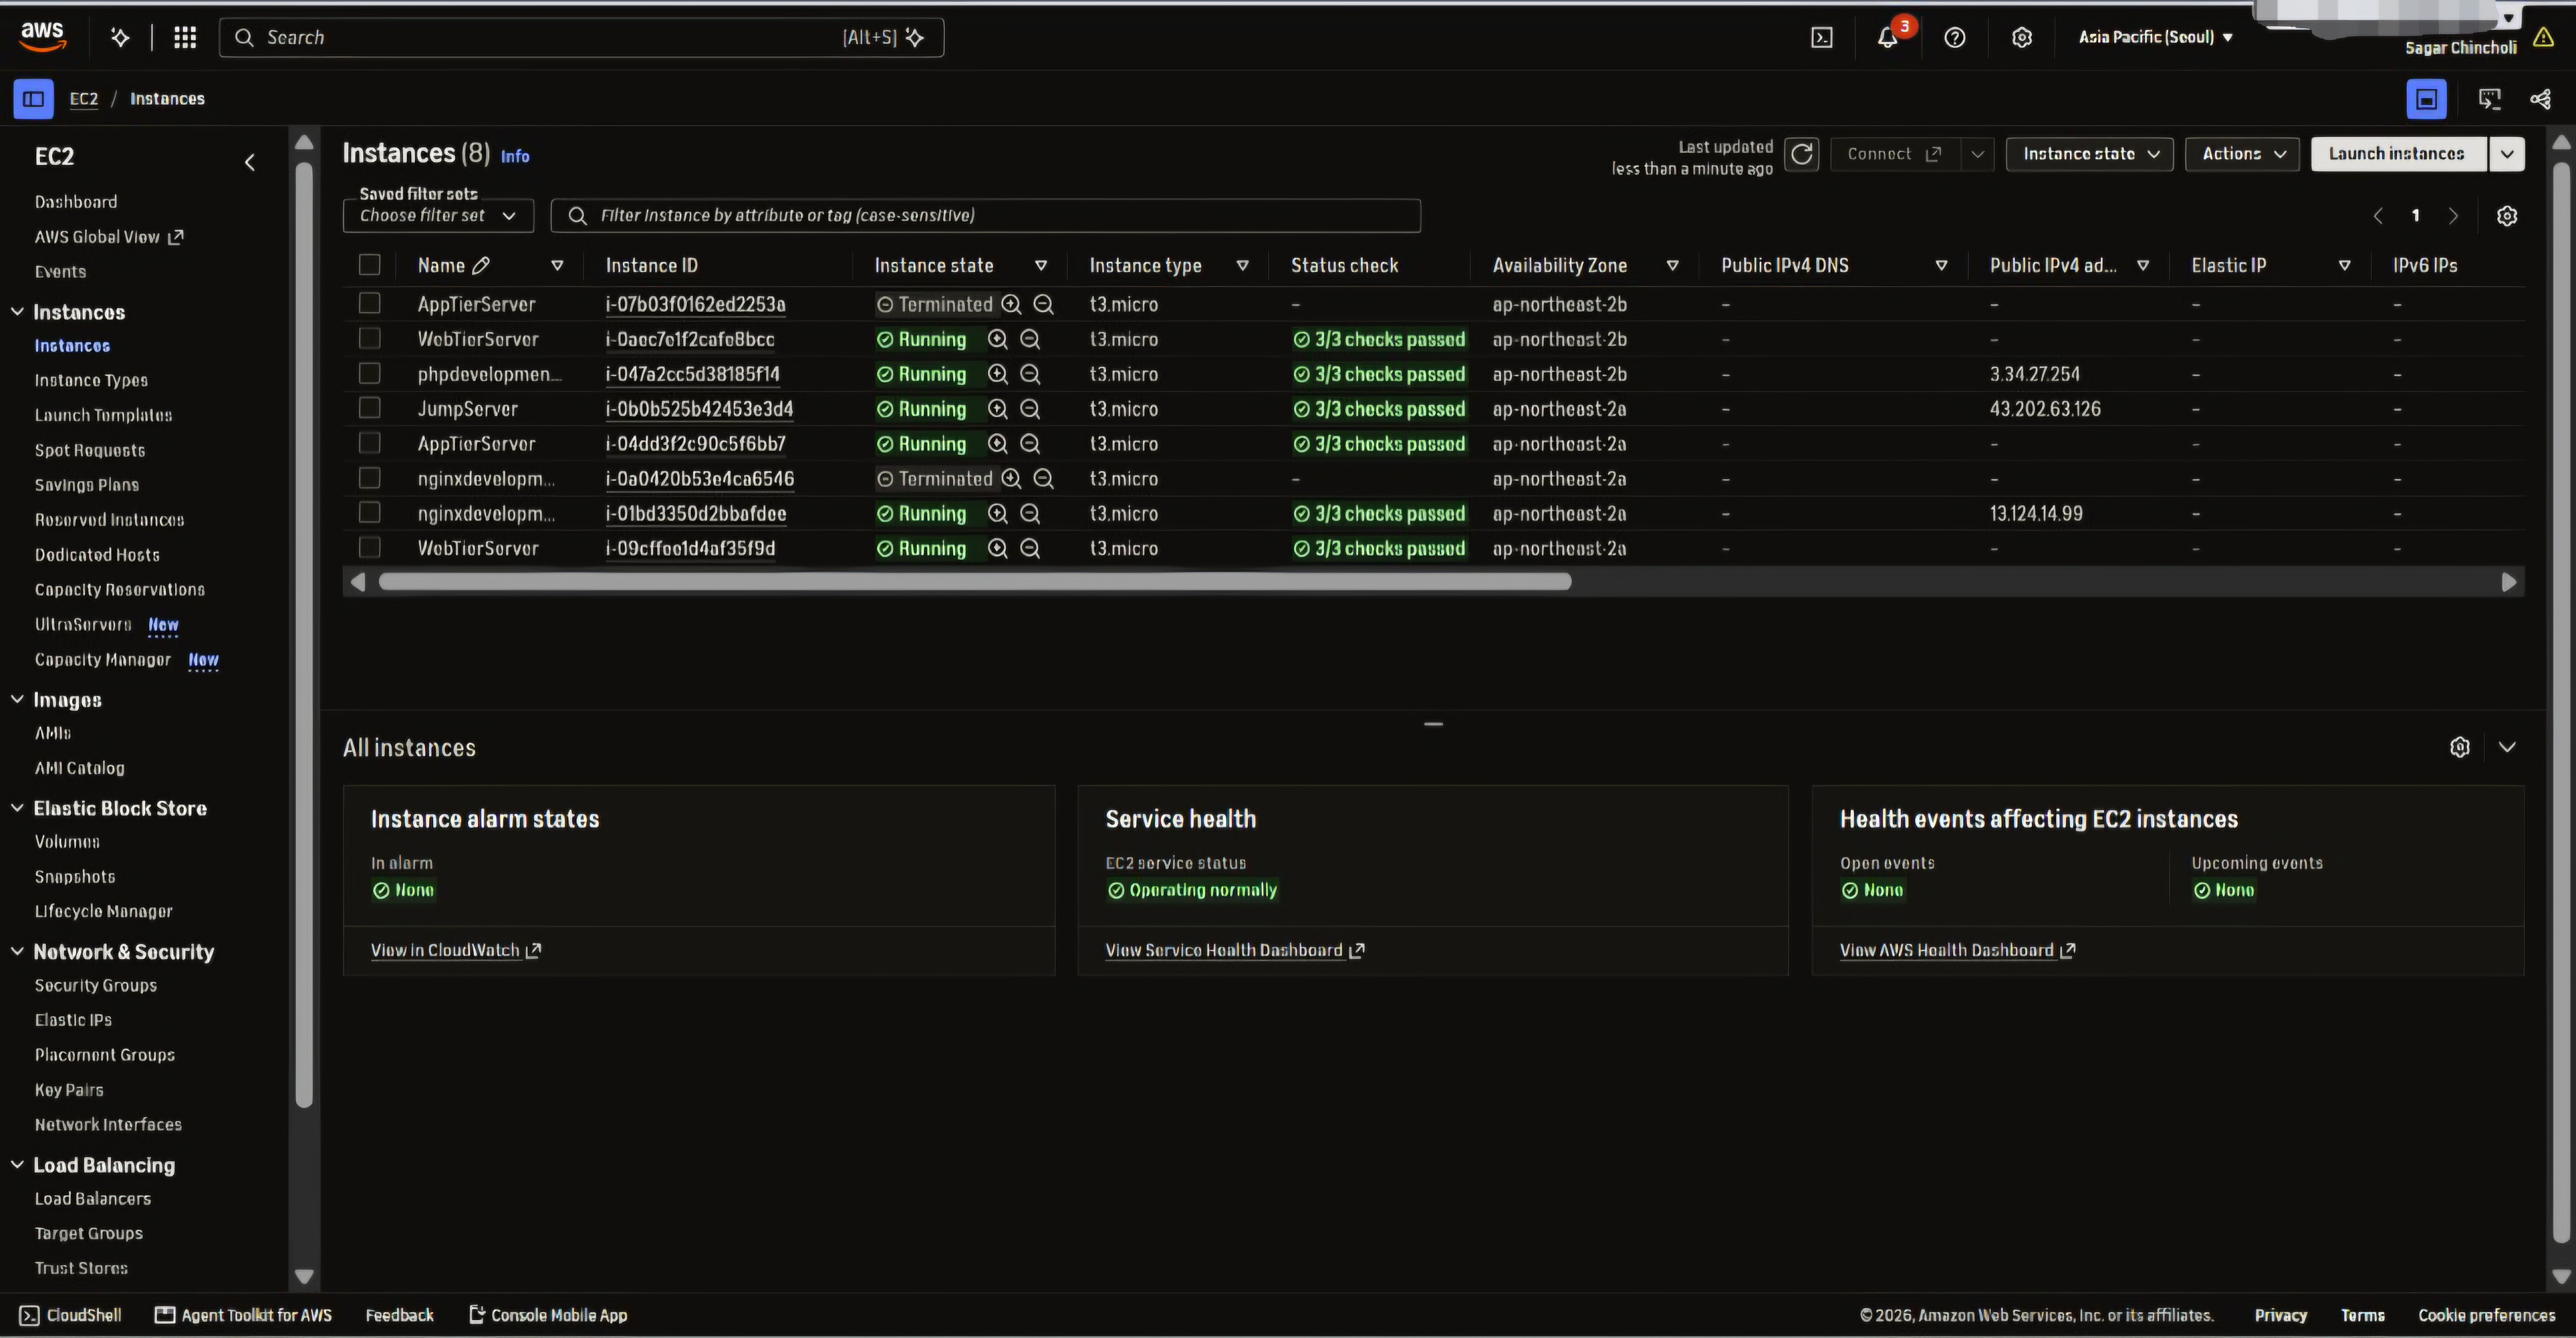 aws
Search [Alt+S]
3
Asia Pacific (Seoul)
Sagar Chincholi
EC2 / Instances
EC2
Dashboard
AWS Global View
Events
Instances
Instances
Instance Types
Launch Templates
Spot Requests
Savings Plans
Reserved Instances
Dedicated Hosts
Capacity Reservations
UltraServers New
Capacity Manager New
Images
AMIs
AMI Catalog
Elastic Block Store
Volumes
Snapshots
Lifecycle Manager
Network & Security
Security Groups
Elastic IPs
Placement Groups
Key Pairs
Network Interfaces
Load Balancing
Load Balancers
Target Groups
Trust Stores
Instances (8) Info
Last updated
less than a minute ago
Connect
Instance state
Actions
Launch instances
Saved filter sets
Choose filter set
Filter Instance by attribute or tag (case-sensitive)
1
Name Instance ID Instance state Instance type Status check Availability Zone Public IPv4 DNS Public IPv4 ad... Elastic IP IPv6 IPs
AppTierServer i-07b03f0162ed2253a Terminated t3.micro – ap-northeast-2b – – – –
WebTierServer i-0aec7e1f2cafe8bcc Running t3.micro 3/3 checks passed ap-northeast-2b – – – –
phpdevelopmen... i-047a2cc5d38185f14 Running t3.micro 3/3 checks passed ap-northeast-2b – 3.34.27.254 – –
JumpServer i-0b0b525b42453e3d4 Running t3.micro 3/3 checks passed ap-northeast-2a – 43.202.63.126 – –
AppTierServer i-04dd3f2c90c5f6bb7 Running t3.micro 3/3 checks passed ap-northeast-2a – – – –
nginxdevelopm... i-0a0420b53e4ca6546 Terminated t3.micro – ap-northeast-2a – – – –
nginxdevelopm... i-01bd3350d2bbafdee Running t3.micro 3/3 checks passed ap-northeast-2a – 13.124.14.99 – –
WebTierServer i-09cffee1d4af35f9d Running t3.micro 3/3 checks passed ap-northeast-2a – – – –
All instances
Instance alarm states
In alarm
None
View in CloudWatch
Service health
EC2 service status
Operating normally
View Service Health Dashboard
Health events affecting EC2 instances
Open events
None
Upcoming events
None
View AWS Health Dashboard
CloudShell Agent Toolkit for AWS Feedback Console Mobile App
© 2026, Amazon Web Services, Inc. or its affiliates. Privacy Terms Cookie preferences